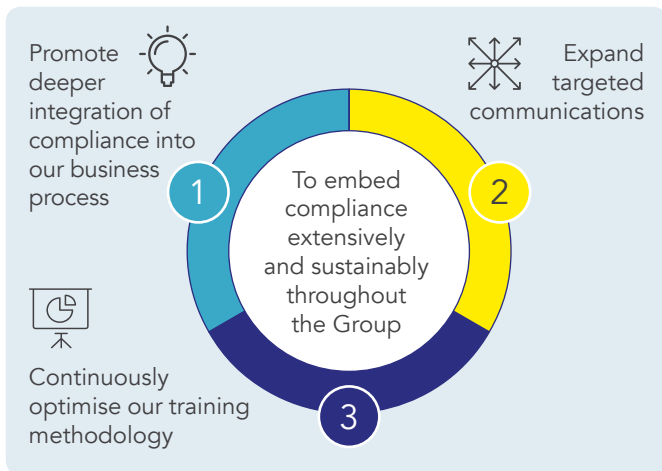 Promote
deeper
integration of
compliance into
our business
process
1
Expand
targeted
communications
2
To embed
compliance
extensively
and sustainably
throughout
the Group
Continuously
optimise our training
methodology
3